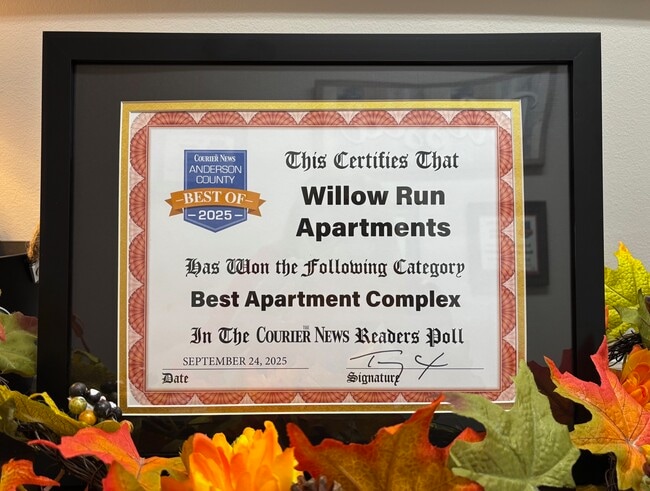 COURIER NEWS
ANDERSON
COUNTY
BEST OF
2025
This Certifies That
Willow Run
Apartments
Has Won the Following Category
Best Apartment Complex
In The COURIER NEWS Readers Poll
SEPTEMBER 24, 2025
Date
Signature